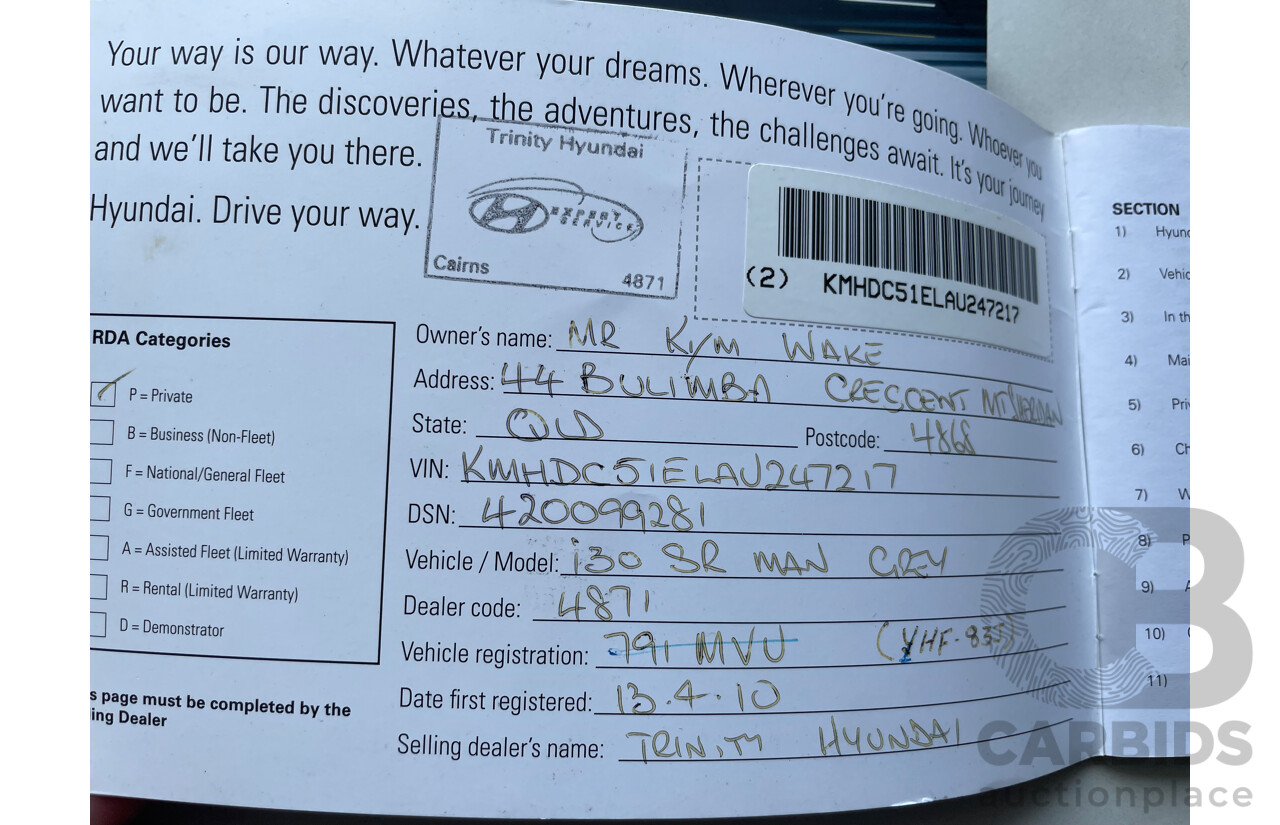 Your way is our way. Whatever your dreams. Wherever you're going. Whoever you
want to be. The discoveries, the adventures, the challenges await. It's your journey
and we'll take you there.
Hyundai. Drive your way.
Trinity Hyundai
EXPERT
SERVICE
Cairns 4871
(2) KMHDC51ELAU247217
RDA Categories
P = Private
B = Business (Non-Fleet)
F = National/General Fleet
G = Government Fleet
A = Assisted Fleet (Limited Warranty)
R = Rental (Limited Warranty)
D = Demonstrator
s page must be completed by the
ing Dealer
Owner's name: MR KYM WAKE
Address: 44 BULIMBA CRESCENT MT SHERIDAN
State: QLD Postcode: 4868
VIN: KMHDC51ELAU247217
DSN: 420099281
Vehicle / Model: i30 SR MAN GREY
Dealer code: 4871
Vehicle registration: 791 MVU (YHF-835)
Date first registered: 13.4.10
Selling dealer's name: TRINITY HYUNDAI
SECTION
1) Hyund
2) Vehic
3) In th
4) Mai
5) Pri
6) Ch
7) W
8) P
9) A
10)
11)
CB
CARBIDS
auctionplace